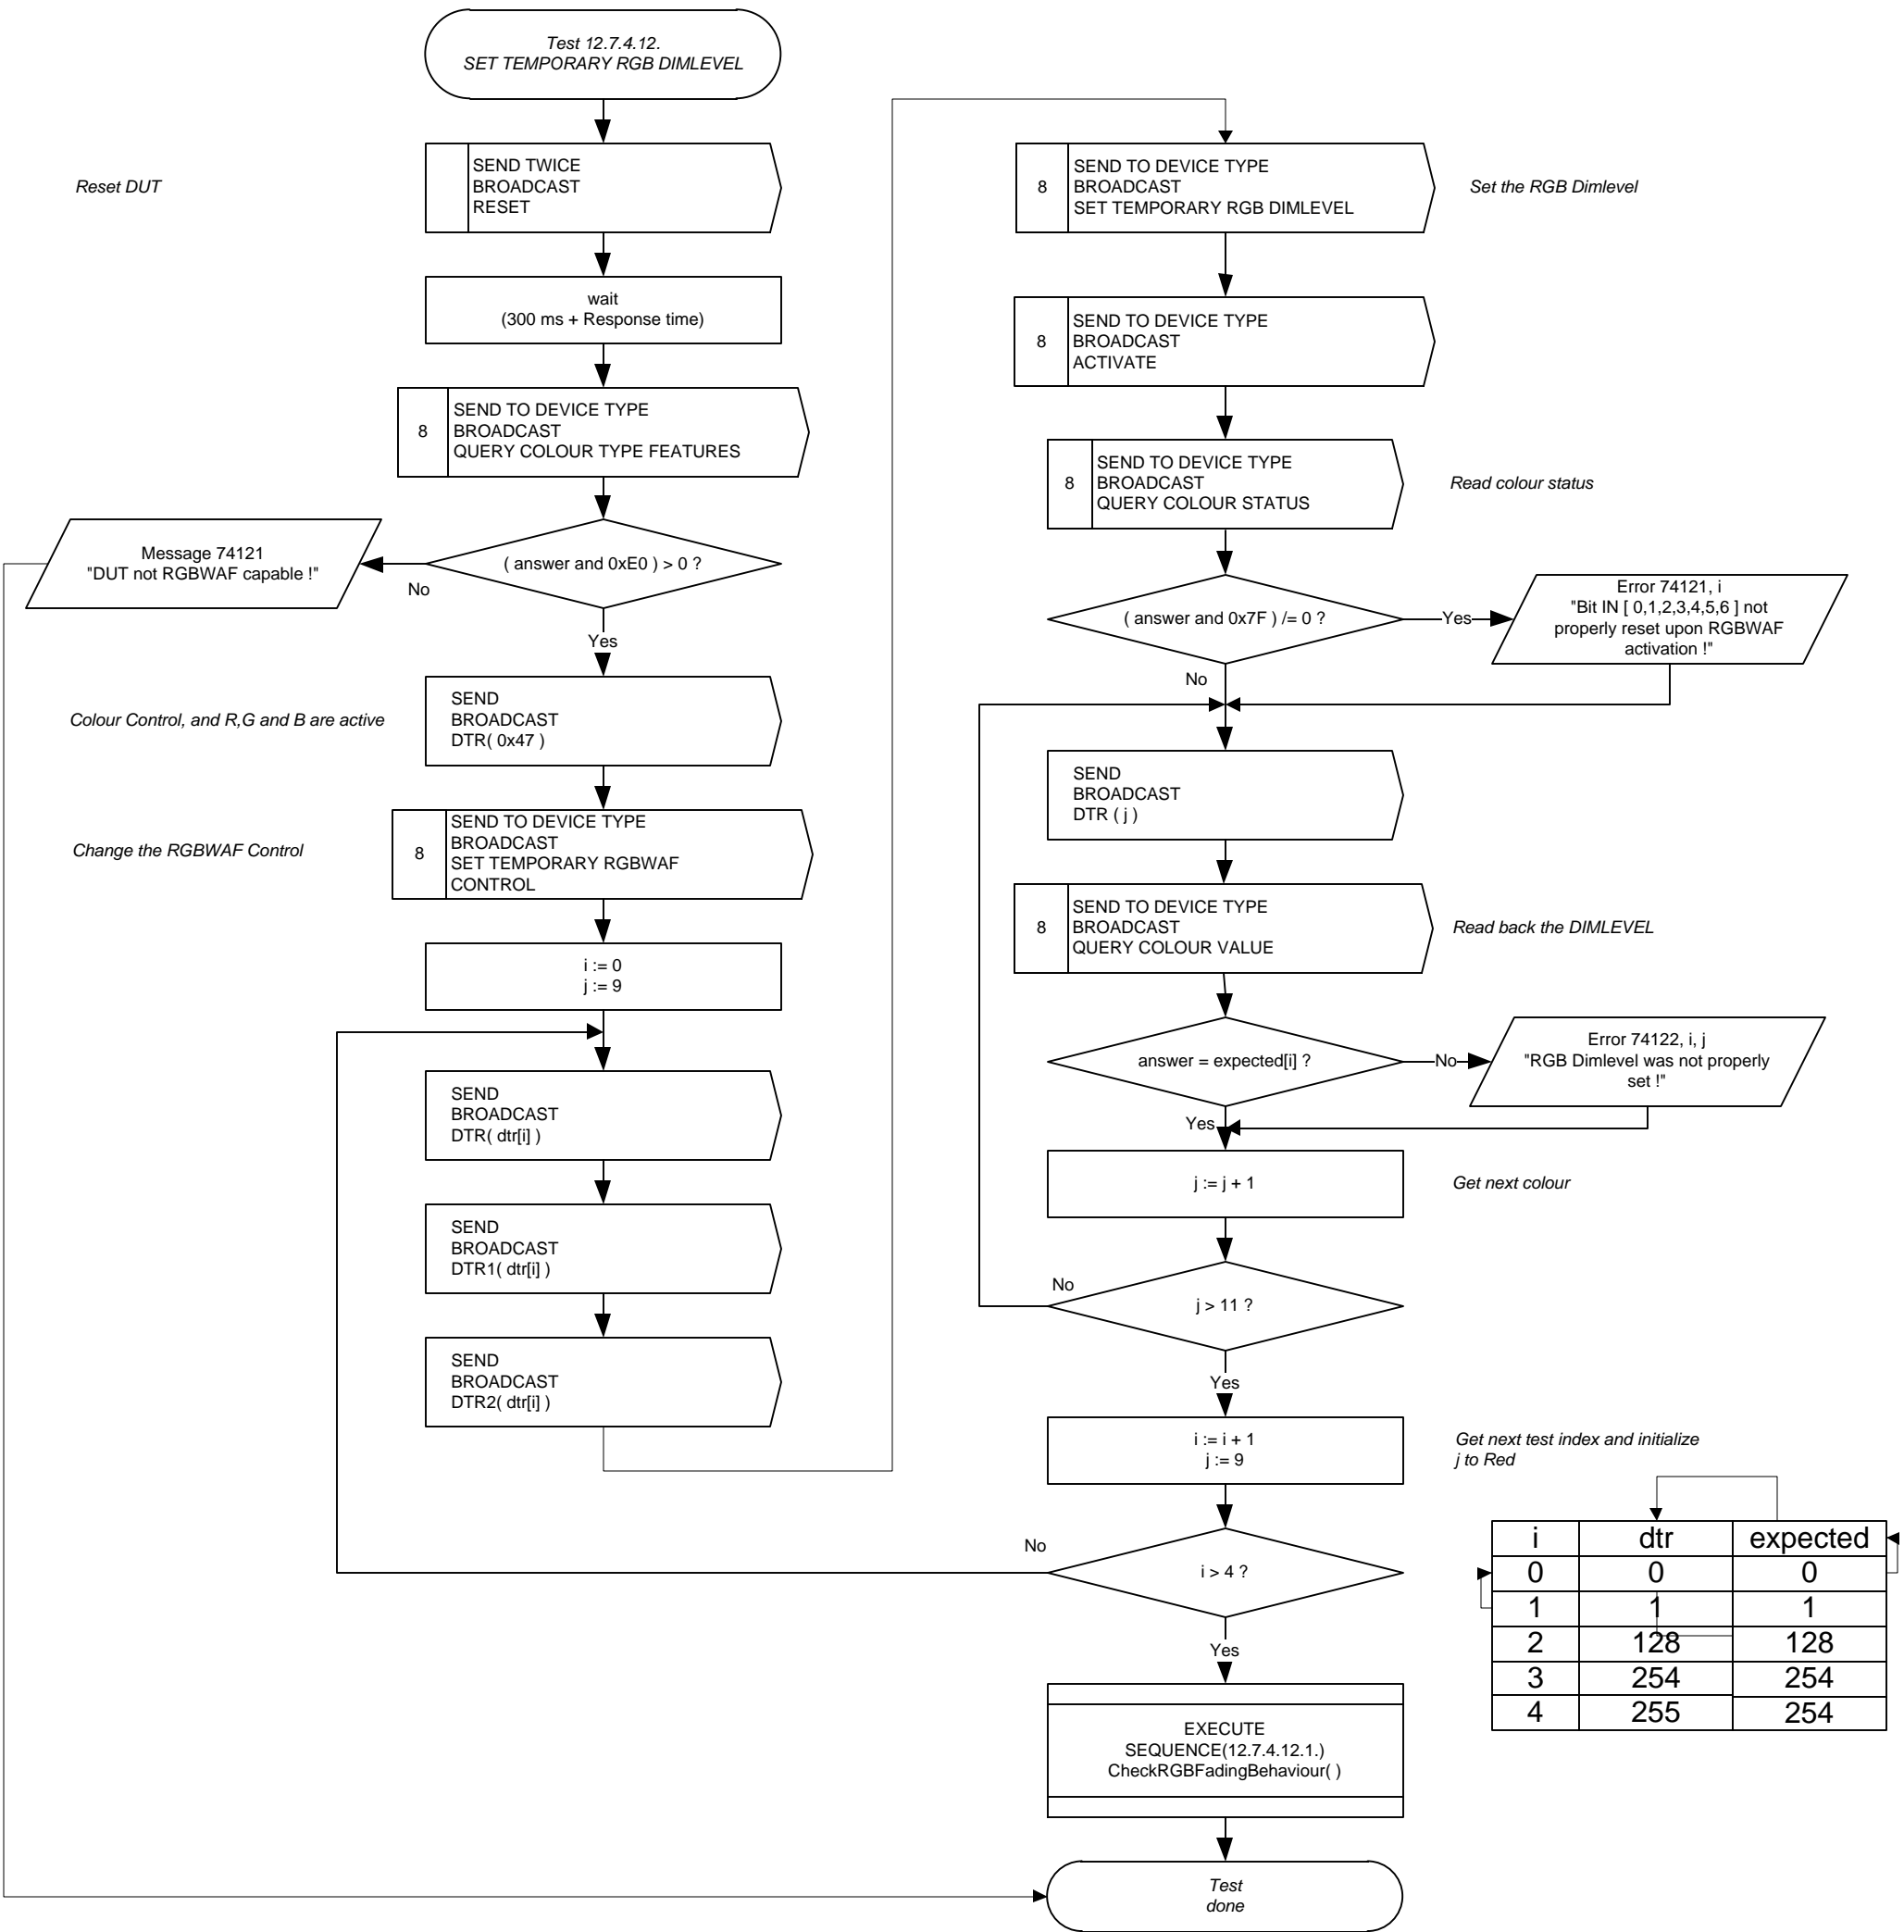 Test 12.7.4.12.
SET TEMPORARY RGB DIMLEVEL
Reset DUT
SEND TWICE
BROADCAST
RESET
wait
(300 ms + Response time)
8
SEND TO DEVICE TYPE
BROADCAST
QUERY COLOUR TYPE FEATURES
( answer and 0xE0 ) > 0 ?
No
Message 74121
"DUT not RGBWAF capable !"
Yes
Colour Control, and R,G and B are active
SEND
BROADCAST
DTR( 0x47 )
Change the RGBWAF Control
8
SEND TO DEVICE TYPE
BROADCAST
SET TEMPORARY RGBWAF
CONTROL
i := 0
j := 9
SEND
BROADCAST
DTR( dtr[i] )
SEND
BROADCAST
DTR1( dtr[i] )
SEND
BROADCAST
DTR2( dtr[i] )
8
SEND TO DEVICE TYPE
BROADCAST
SET TEMPORARY RGB DIMLEVEL
Set the RGB Dimlevel
8
SEND TO DEVICE TYPE
BROADCAST
ACTIVATE
8
SEND TO DEVICE TYPE
BROADCAST
QUERY COLOUR STATUS
Read colour status
( answer and 0x7F ) /= 0 ?
Yes
Error 74121, i
"Bit IN [ 0,1,2,3,4,5,6 ] not
properly reset upon RGBWAF
activation !"
No
SEND
BROADCAST
DTR ( j )
8
SEND TO DEVICE TYPE
BROADCAST
QUERY COLOUR VALUE
Read back the DIMLEVEL
answer = expected[i] ?
No
Error 74122, i, j
"RGB Dimlevel was not properly
set !"
Yes
j := j + 1
Get next colour
No
j > 11 ?
Yes
i := i + 1
j := 9
Get next test index and initialize
j to Red
No
i > 4 ?
Yes
EXECUTE
SEQUENCE(12.7.4.12.1.)
CheckRGBFadingBehaviour( )
Test
done
i dtr expected
0 0 0
1 1 1
2 128 128
3 254 254
4 255 254